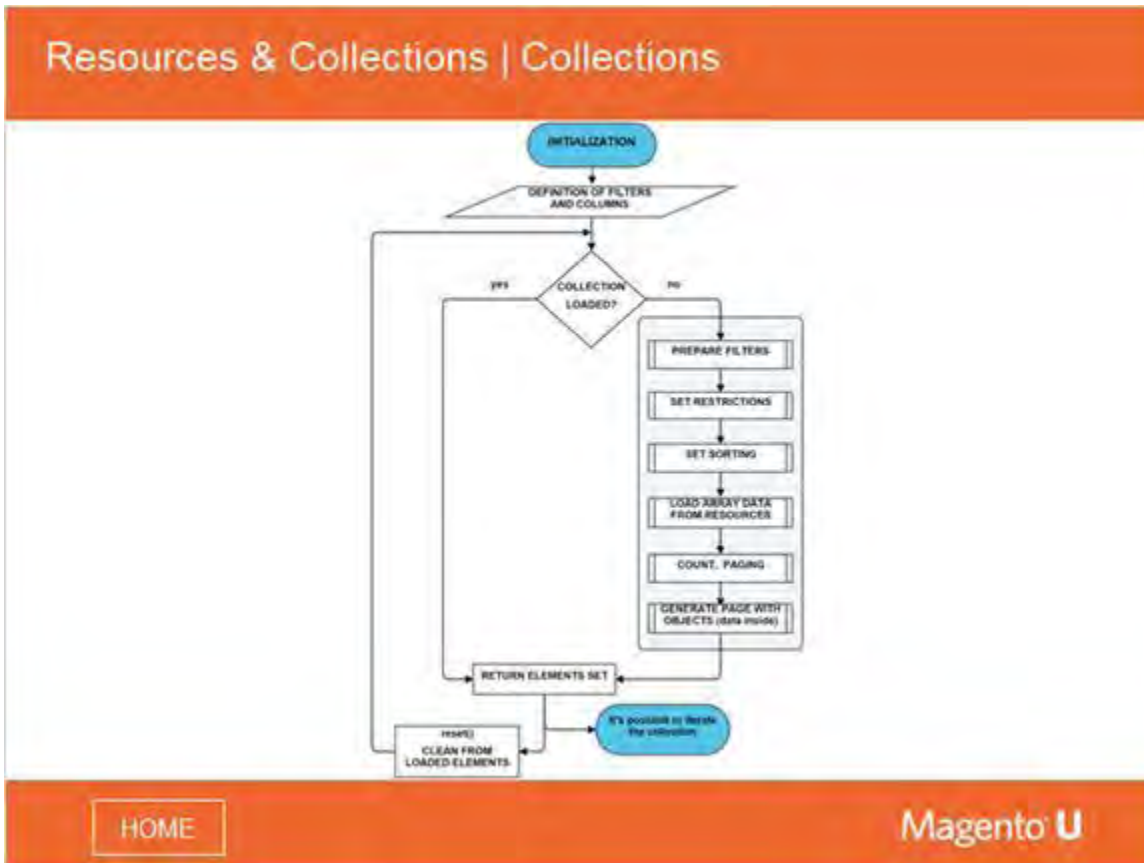 Resources & Collections | Collections
INITIALIZATION
DEFINITION OF FILTERS
AND COLUMNS
COLLECTION
LOADED?
yes
no
PREPARE FILTERS
SET RESTRICTIONS
SET SORTING
LOAD ARRAY DATA
FROM RESOURCES
COUNT, PAGING
GENERATE PAGE WITH
OBJECTS (data inside)
RETURN ELEMENTS SET
It's possible to iterate
the collection
reset()
CLEAN FROM
LOADED ELEMENTS
HOME
Magento U